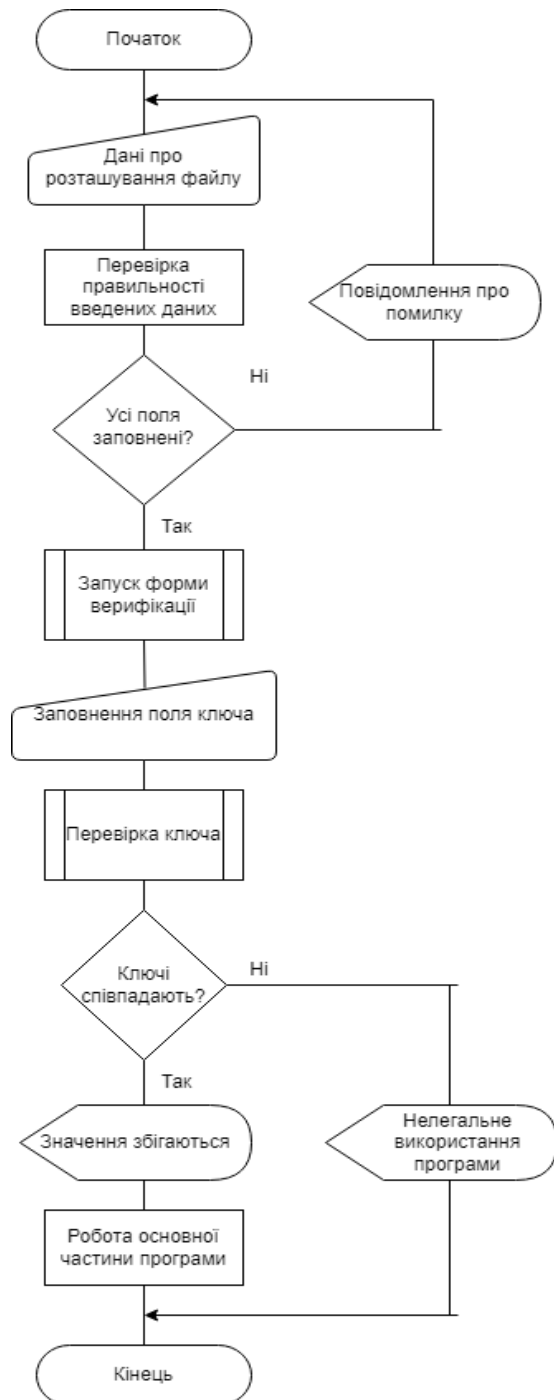 Початок
Дані про
розташування файлу
Перевірка
правильності
введених даних
Повідомлення про
помилку
Ні
Усі поля
заповнені?
Так
Запуск форми
верифікації
Заповнення поля ключа
Перевірка ключа
Ключі
співпадають?
Ні
Так
Значення збігаються
Нелегальне
використання
програми
Робота основної
частини програми
Кінець